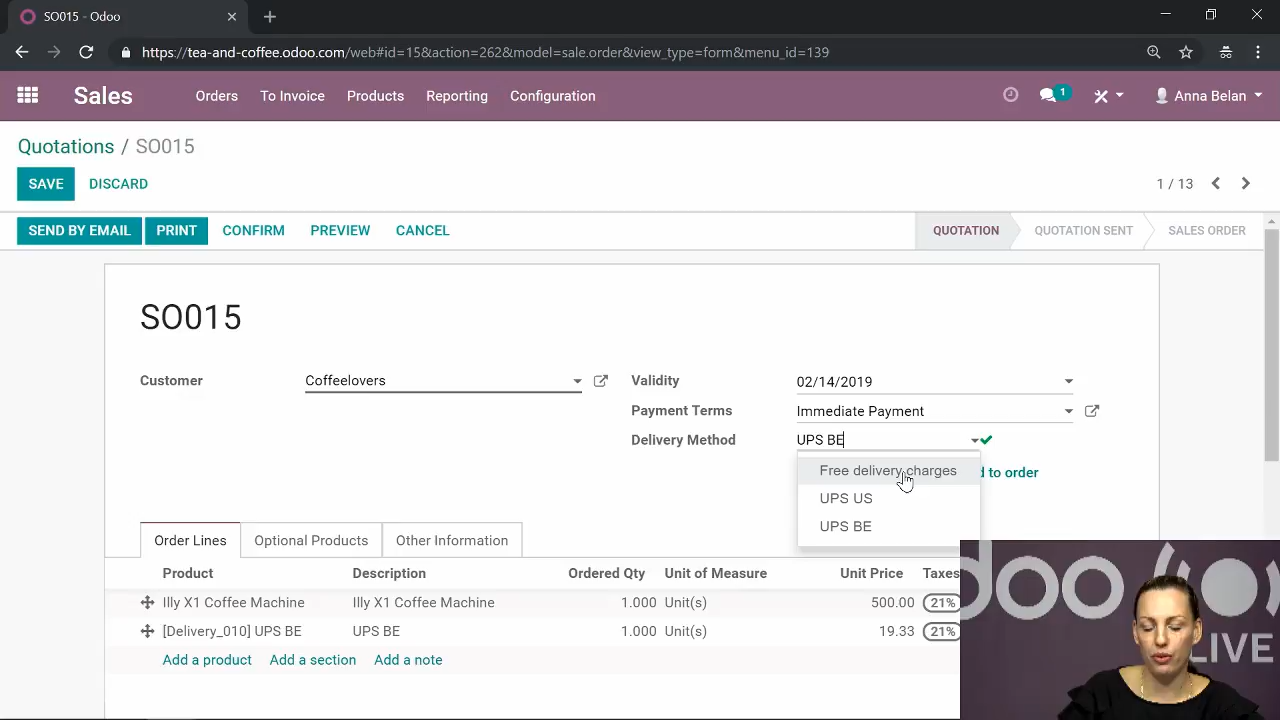 SO015 - Odoo
https://tea-and-coffee.odoo.com/web#id=15&action=262&model=sale.order&view_type=form&menu_id=139
Sales Orders To Invoice Products Reporting Configuration 1 Anna Belan
Quotations / SO015
SAVE DISCARD 1 / 13
SEND BY EMAIL PRINT CONFIRM PREVIEW CANCEL QUOTATION QUOTATION SENT SALES ORDER
SO015
Customer Coffeelovers Validity 02/14/2019
Payment Terms Immediate Payment
Delivery Method UPS BE
Free delivery charges d to order
UPS US
UPS BE
Order Lines Optional Products Other Information
Product Description Ordered Qty Unit of Measure Unit Price Taxes
Illy X1 Coffee Machine Illy X1 Coffee Machine 1.000 Unit(s) 500.00 21%
[Delivery_010] UPS BE UPS BE 1.000 Unit(s) 19.33 21%
Add a product Add a section Add a note
doo
LIVE